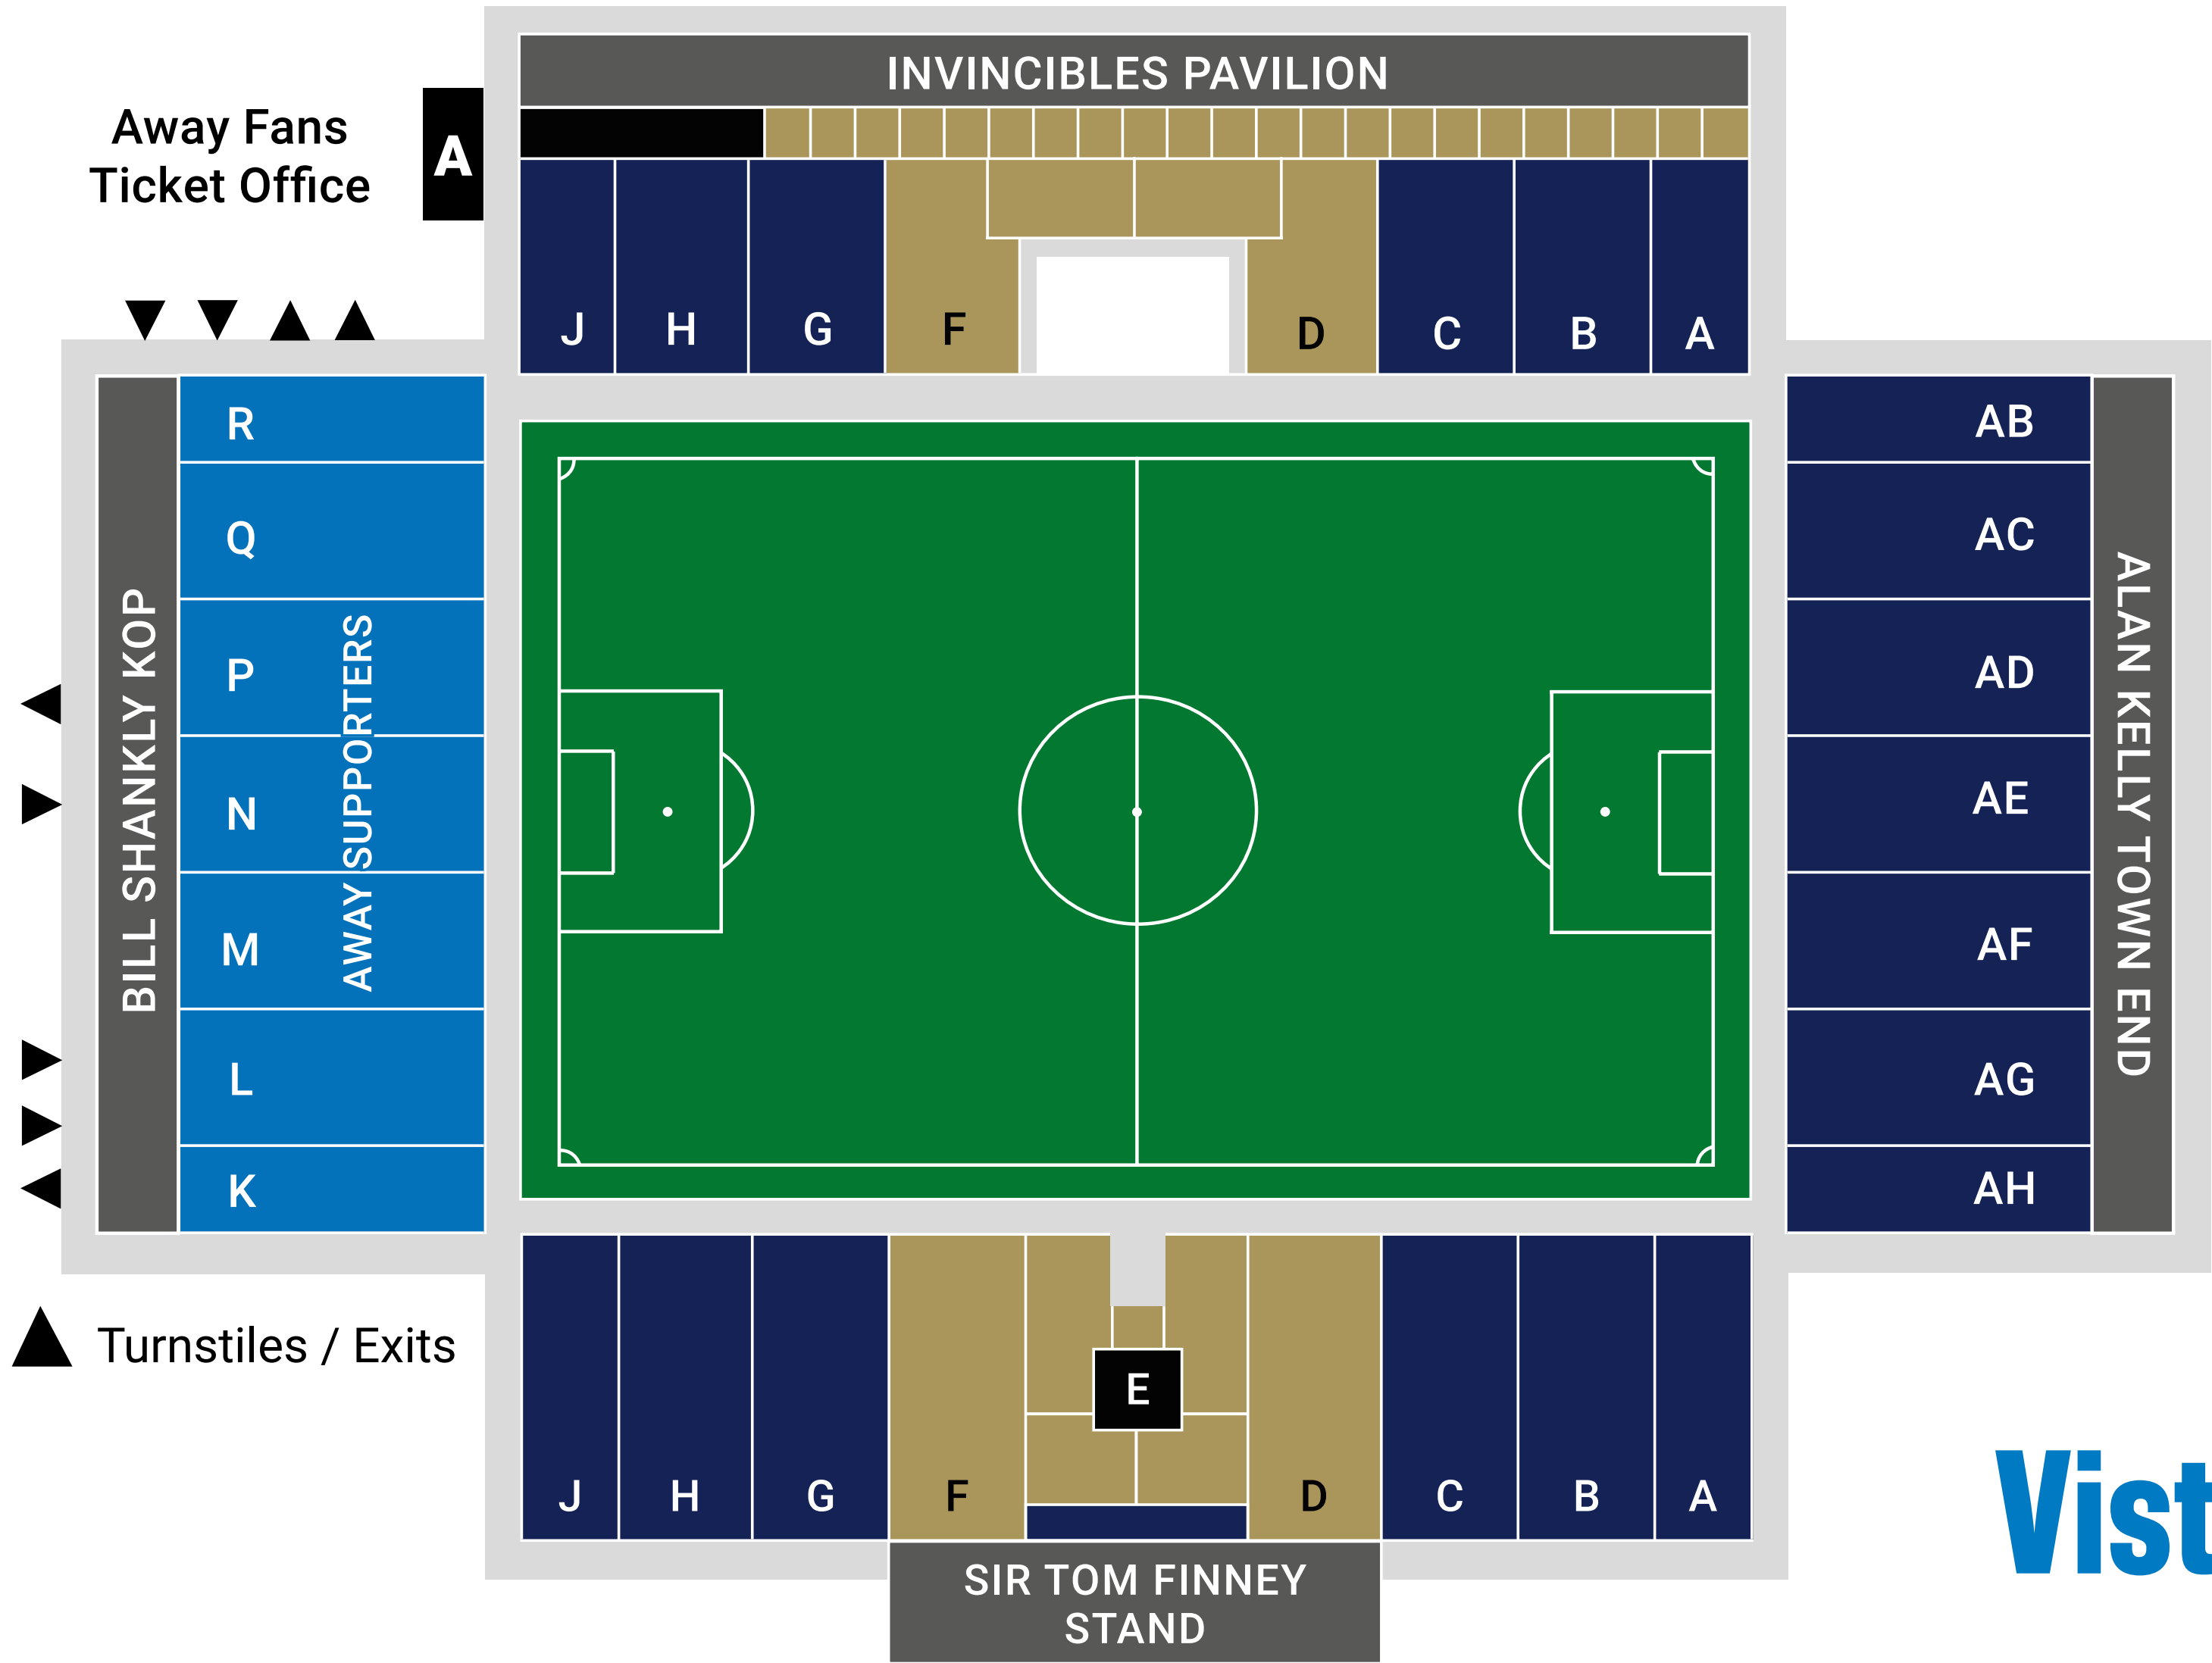 INVINCIBLES PAVILION
Away Fans
Ticket Office
A
J H G F D C B A
R
Q
P
N
M
L
K
BILL SHANKLY KOP
AWAY SUPPORTERS
AB
AC
AD
AE
AF
AG
AH
ALAN KELLY TOWN END
Turnstiles / Exits
E
J H G F D C B A
SIR TOM FINNEY
STAND
Vist